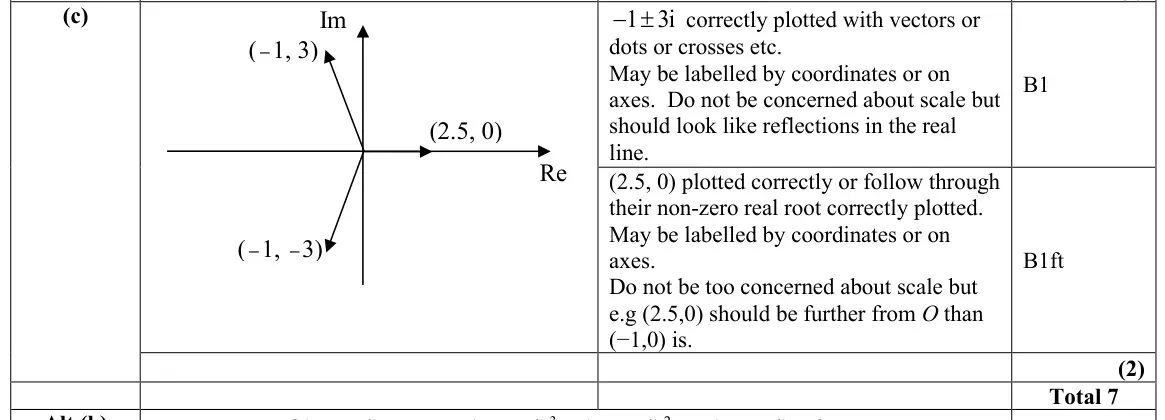 (c)
Im
(−1, 3)
(2.5, 0)
Re
(−1, −3)
−1±3i correctly plotted with vectors or
dots or crosses etc.
May be labelled by coordinates or on
axes. Do not be concerned about scale but
should look like reflections in the real
line.
B1
(2.5, 0) plotted correctly or follow through
their non-zero real root correctly plotted.
May be labelled by coordinates or on
axes.
Do not be too concerned about scale but
e.g (2.5,0) should be further from O than
(−1,0) is.
B1ft
(2)
Total 7